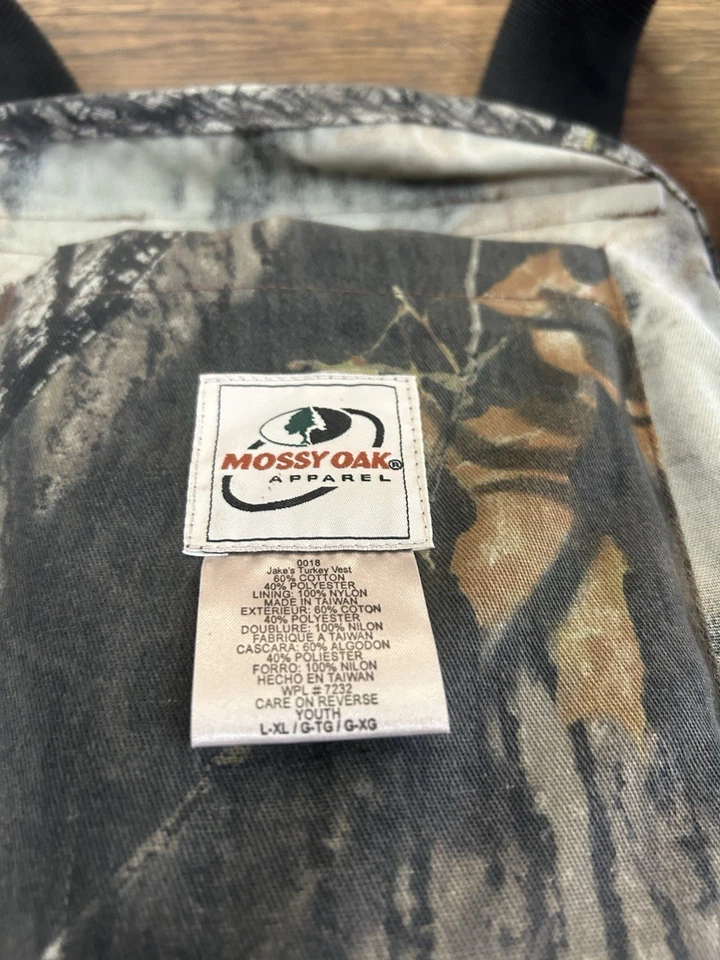 MOSSY OAK®
APPAREL
0018
Jake's Turkey Vest
60% COTTON
40% POLYESTER
LINING: 100% NYLON
MADE IN TAIWAN
EXTERIEUR: 60% COTON
40% POLYESTER
DOUBLURE: 100% NILON
FABRIQUE A TAIWAN
CASCARA: 60% ALGODON
40% POLIESTER
FORRO: 100% NILON
HECHO EN TAIWAN
WPL # 7232
CARE ON REVERSE
YOUTH
L-XL / G-TG / G-XG